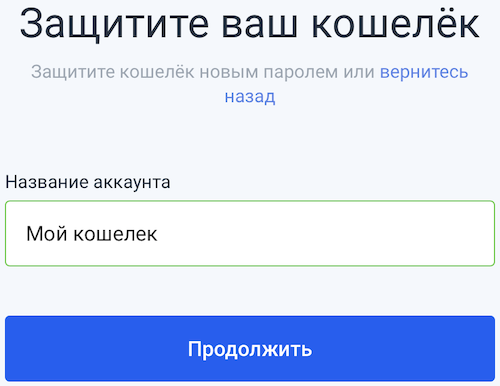 Защитите ваш кошелёк
Защитите кошелёк новым паролем или вернитесь
назад
Название аккаунта
Мой кошелек
Продолжить